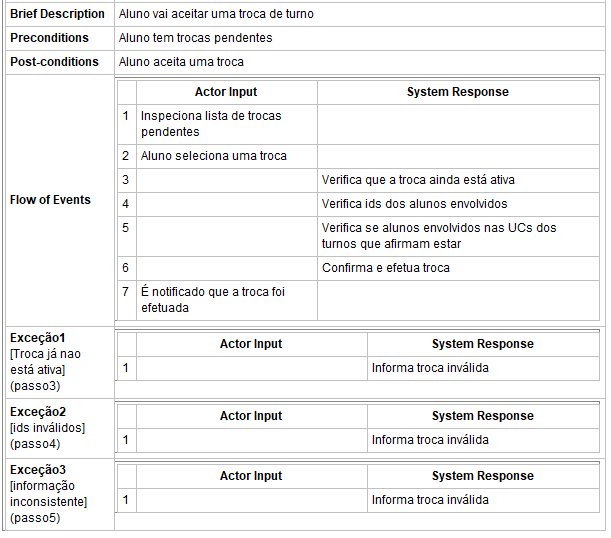 Brief Description Aluno vai aceitar uma troca de turno
Preconditions Aluno tem trocas pendentes
Post-conditions Aluno aceita uma troca
Flow of Events
Actor Input System Response
1 Inspeciona lista de trocas
pendentes
2 Aluno seleciona uma troca
3 Verifica que a troca ainda está ativa
4 Verifica ids dos alunos envolvidos
5 Verifica se alunos envolvidos nas UCs dos
turnos que afirmam estar
6 Confirma e efetua troca
7 É notificado que a troca foi
efetuada
Exceção1
[Troca já nao
está ativa]
(passo3)
Actor Input System Response
1 Informa troca inválida
Exceção2
[ids inválidos]
(passo4)
Actor Input System Response
1 Informa troca inválida
Exceção3
[informação
inconsistente]
(passo5)
Actor Input System Response
1 Informa troca inválida